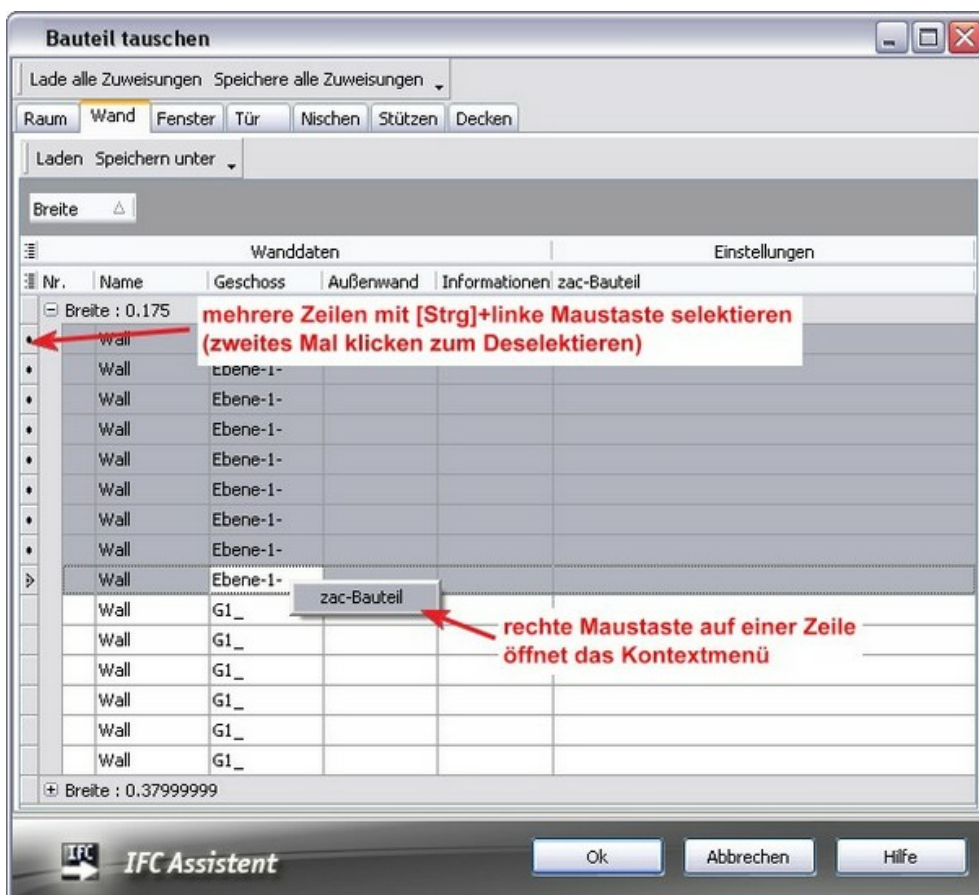 Bauteil tauschen
Lade alle Zuweisungen Speichere alle Zuweisungen
Raum Wand Fenster Tür Nischen Stützen Decken
Laden Speichern unter
Breite
Wanddaten Einstellungen
Nr. Name Geschoss Außenwand Informationen zac-Bauteil
Breite : 0.175
mehrere Zeilen mit [Strg]+linke Maustaste selektieren
Wall
(zweites Mal klicken zum Deselektieren)
Wall Ebene-1-
Wall Ebene-1-
Wall Ebene-1-
Wall Ebene-1-
Wall Ebene-1-
Wall Ebene-1-
Wall Ebene-1-
Wall Ebene-1-
zac-Bauteil
Wall G1_
rechte Maustaste auf einer Zeile
Wall G1_
öffnet das Kontextmenü
Wall G1_
Wall G1_
Wall G1_
Wall G1_
Breite : 0.37999999
IFC
IFC Assistent
Ok Abbrechen Hilfe